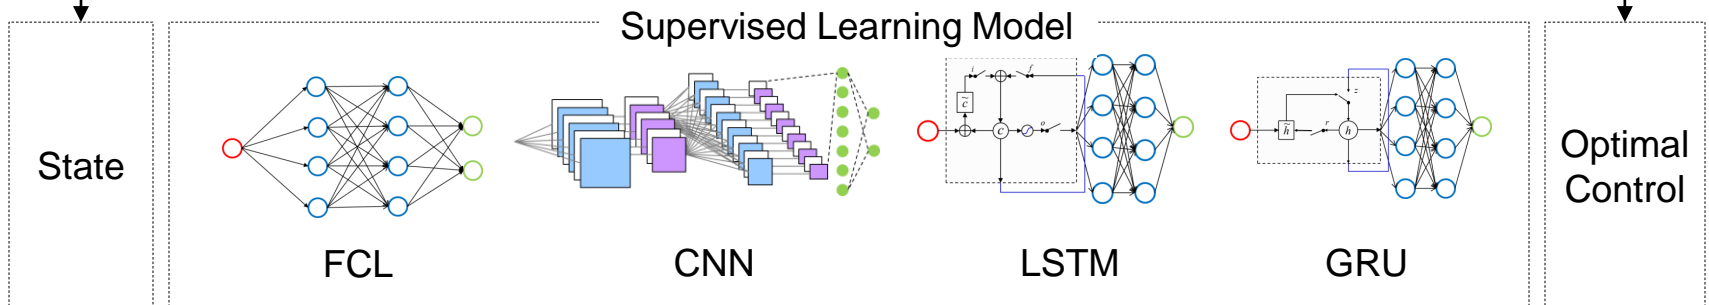 Supervised Learning Model
State
i
f
c̃
c
o
z
h̃
r
h
Optimal
Control
FCL
CNN
LSTM
GRU